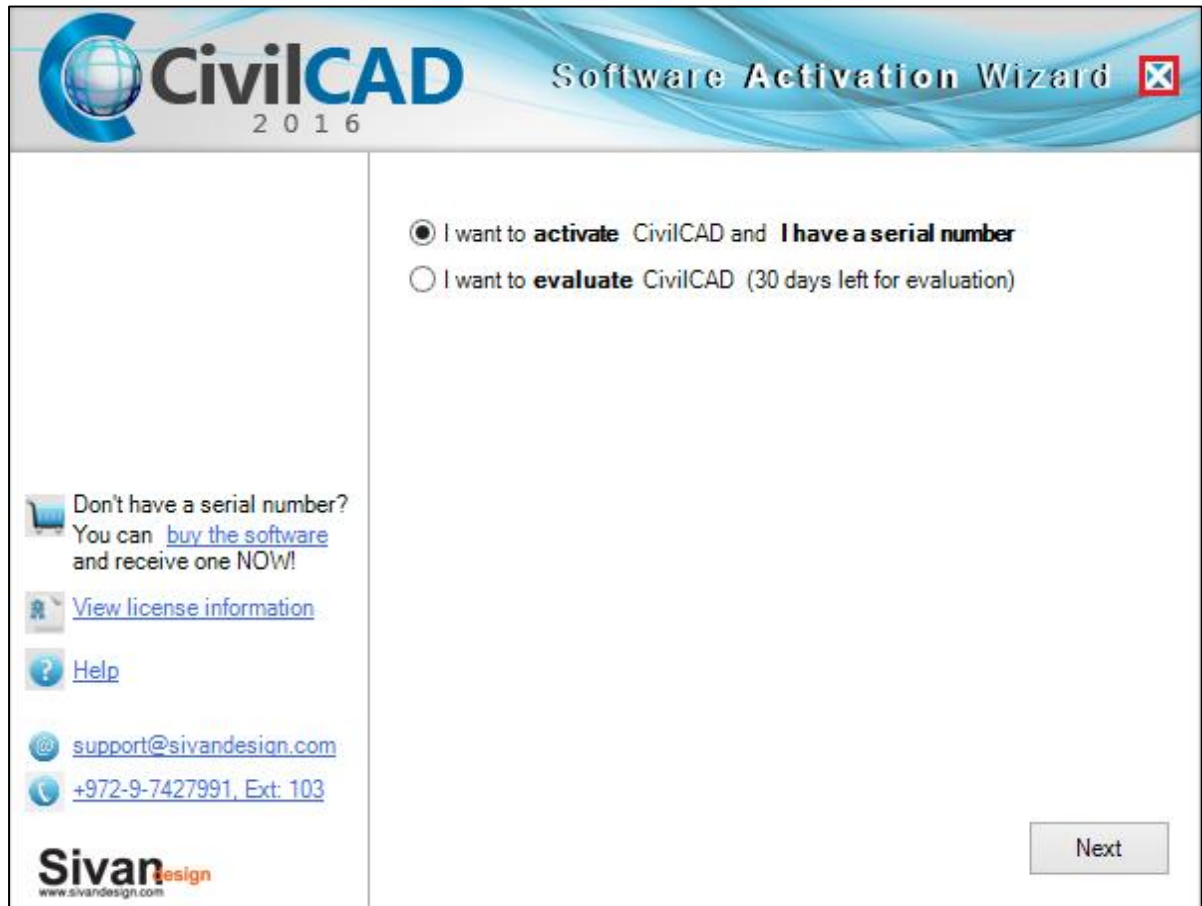 CivilCAD
2016
Software Activation Wizard
I want to activate CivilCAD and I have a serial number
I want to evaluate CivilCAD (30 days left for evaluation)
Don't have a serial number?
You can buy the software
and receive one NOW!
View license information
Help
support@sivandesign.com
+972-9-7427991, Ext: 103
Sivan design
www.sivandesign.com
Next